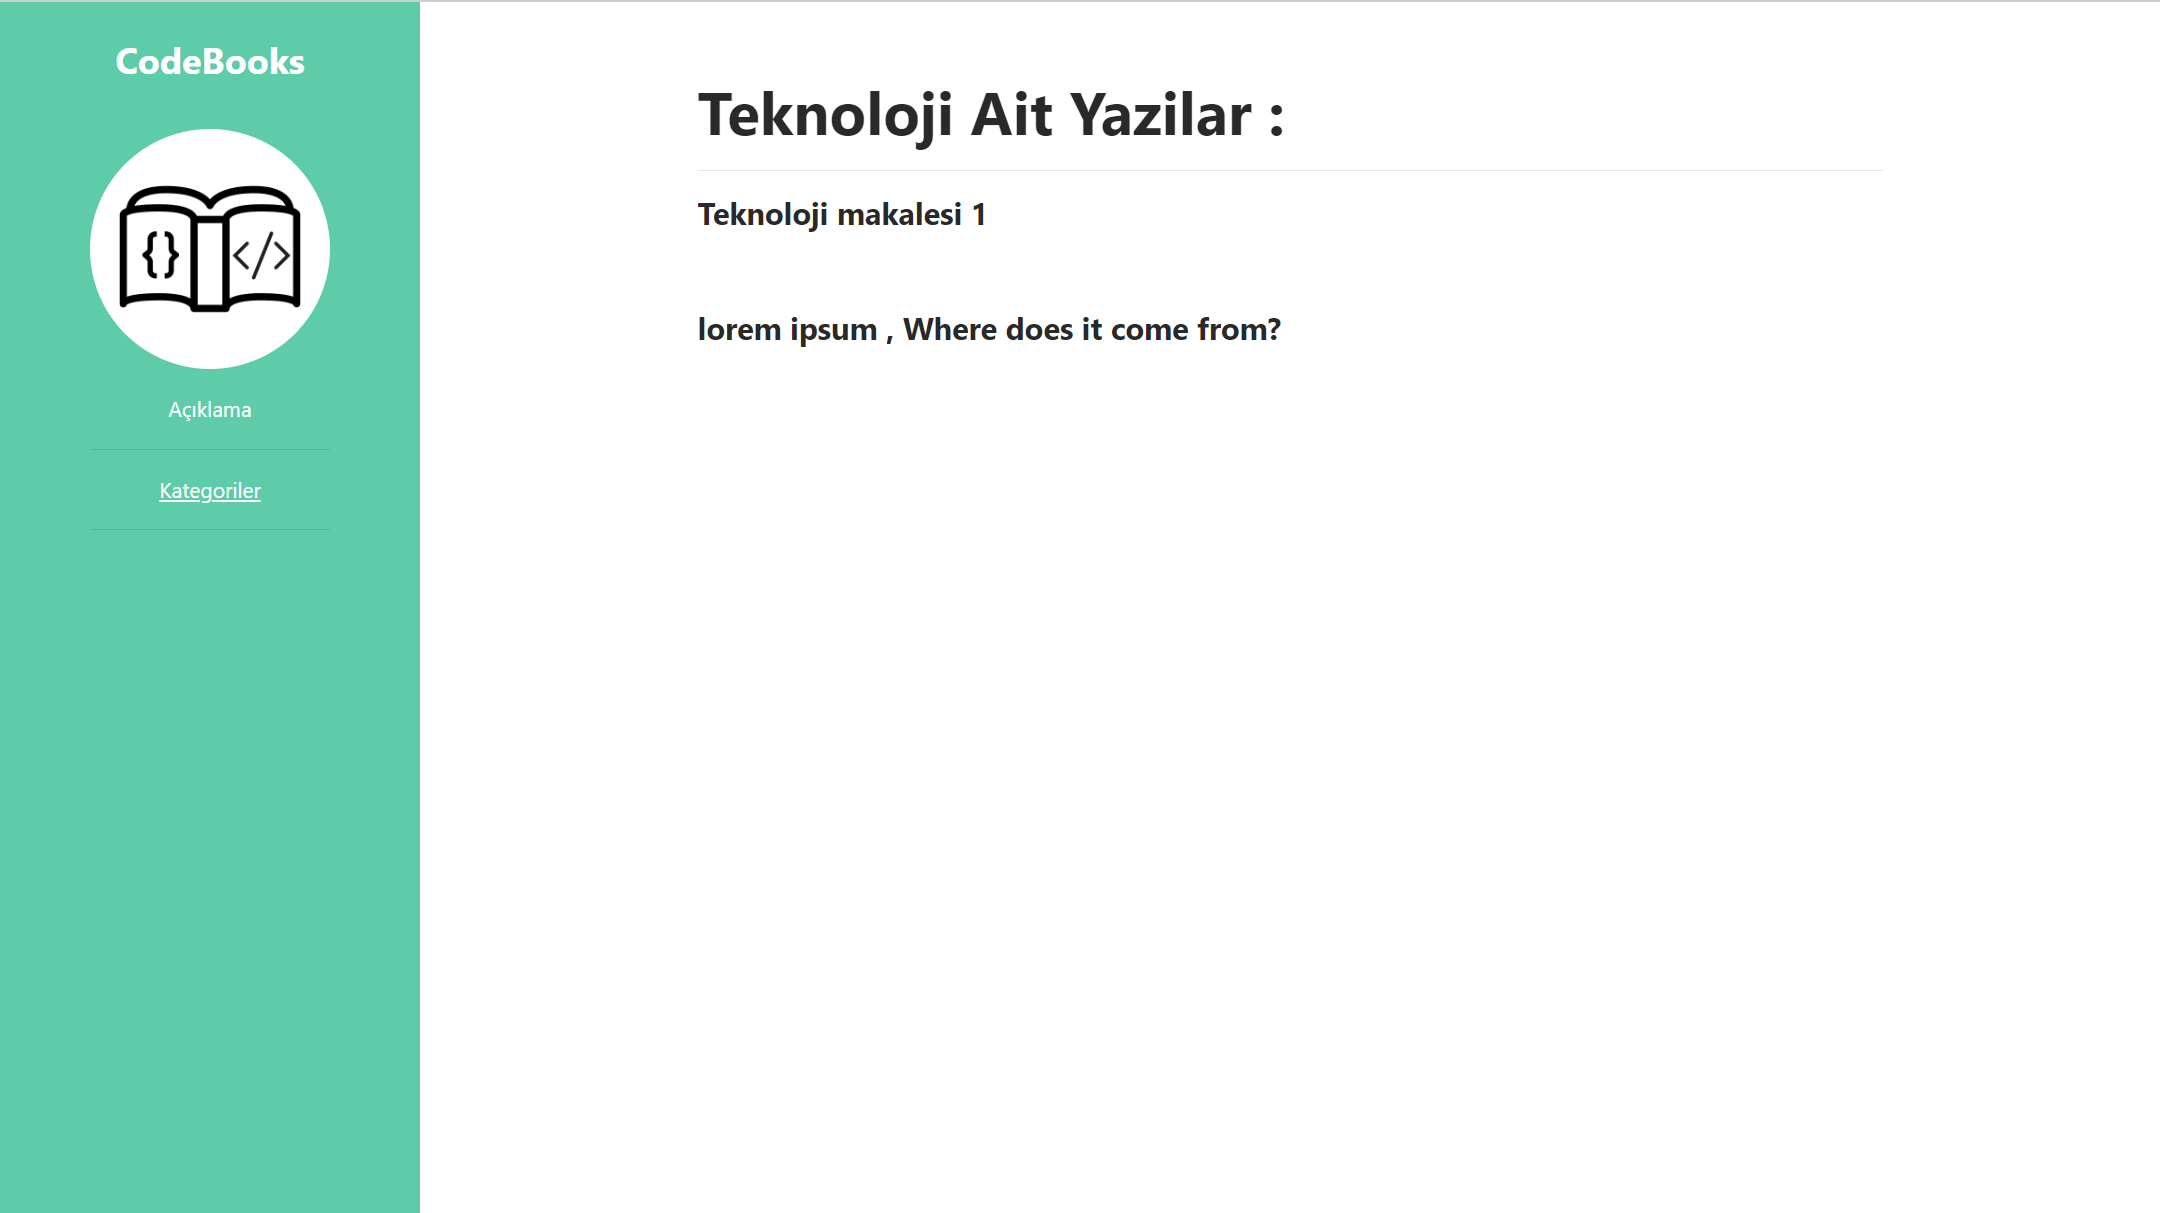 CodeBooks
{} </>
Açıklama
Kategoriler
Teknoloji Ait Yazilar :
Teknoloji makalesi 1
lorem ipsum , Where does it come from?